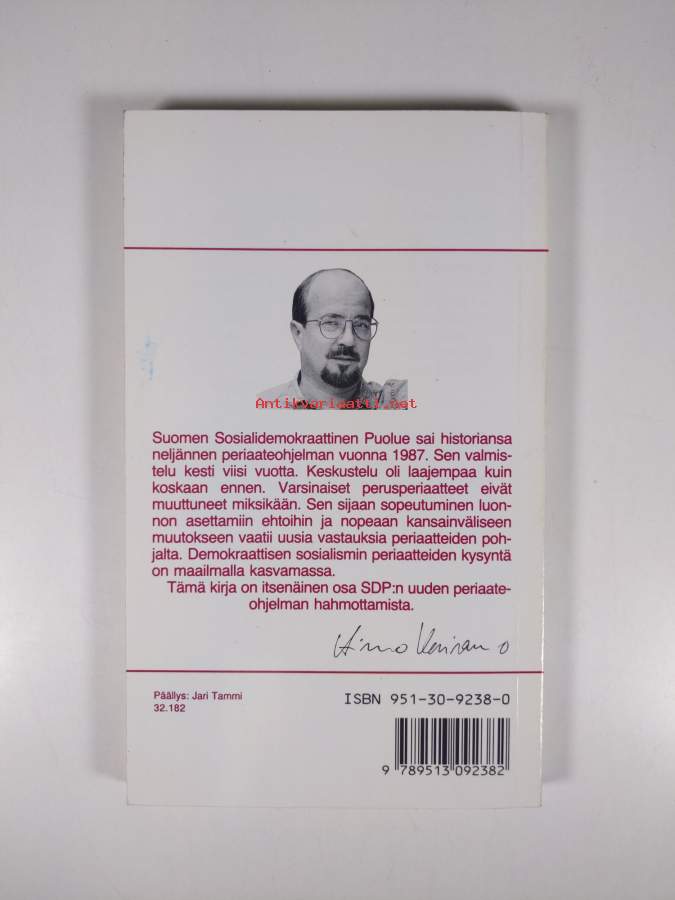 Antikvariaatti.net
Suomen Sosialidemokraattinen Puolue sai historiansa
neljännen periaateohjelman vuonna 1987. Sen valmis-
telu kesti viisi vuotta. Keskustelu oli laajempaa kuin
koskaan ennen. Varsinaiset perusperiaatteet eivät
muuttuneet miksikään. Sen sijaan sopeutuminen luon-
non asettamiin ehtoihin ja nopeaan kansainväliseen
muutokseen vaatii uusia vastauksia periaatteiden poh-
jalta. Demokraattisen sosialismin periaatteiden kysyntä
on maailmalla kasvamassa.
Tämä kirja on itsenäinen osa SDP:n uuden periaate-
ohjelman hahmottamista.
Päällys: Jari Tammi
32.182
ISBN 951-30-9238-0
9 789513 092382